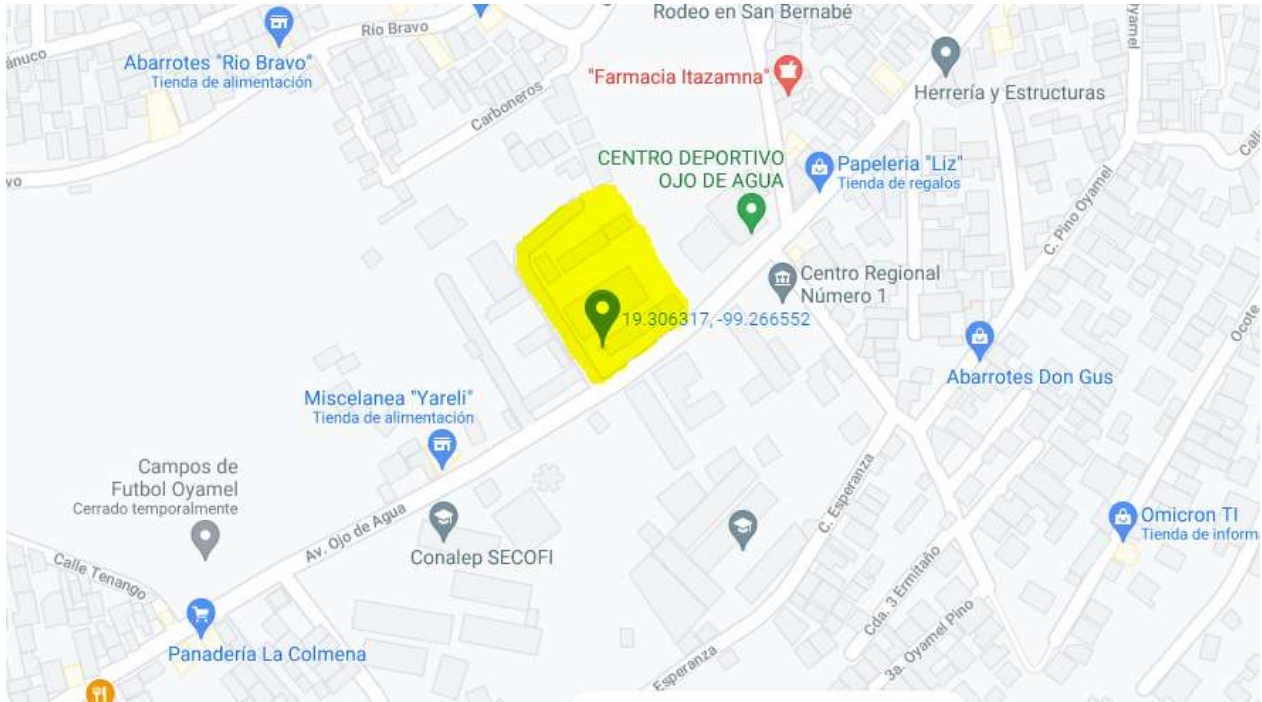 Rodeo en San Bernabé
Río Bravo
ánuco
Abarrotes "Rio Bravo"
Tienda de alimentación
"Farmacia Itazamna"
Herrería y Estructuras
Oyamel
Carboneros
CENTRO DEPORTIVO
OJO DE AGUA
Papeleria "Liz"
Tienda de regalos
Calle
vo
C. Pino Oyamel
Centro Regional
Número 1
19.306317, -99.266552
Ocote
Abarrotes Don Gus
Miscelanea "Yareli"
Tienda de alimentación
Campos de
Futbol Oyamel
Cerrado temporalmente
Av. Ojo de Agua
Conalep SECOFI
C. Esperanza
Omicron TI
Tienda de inform
Calle Tenango
Cda. 3 Ermitaño
3a. Oyamel Pino
Panadería La Colmena
Esperanza